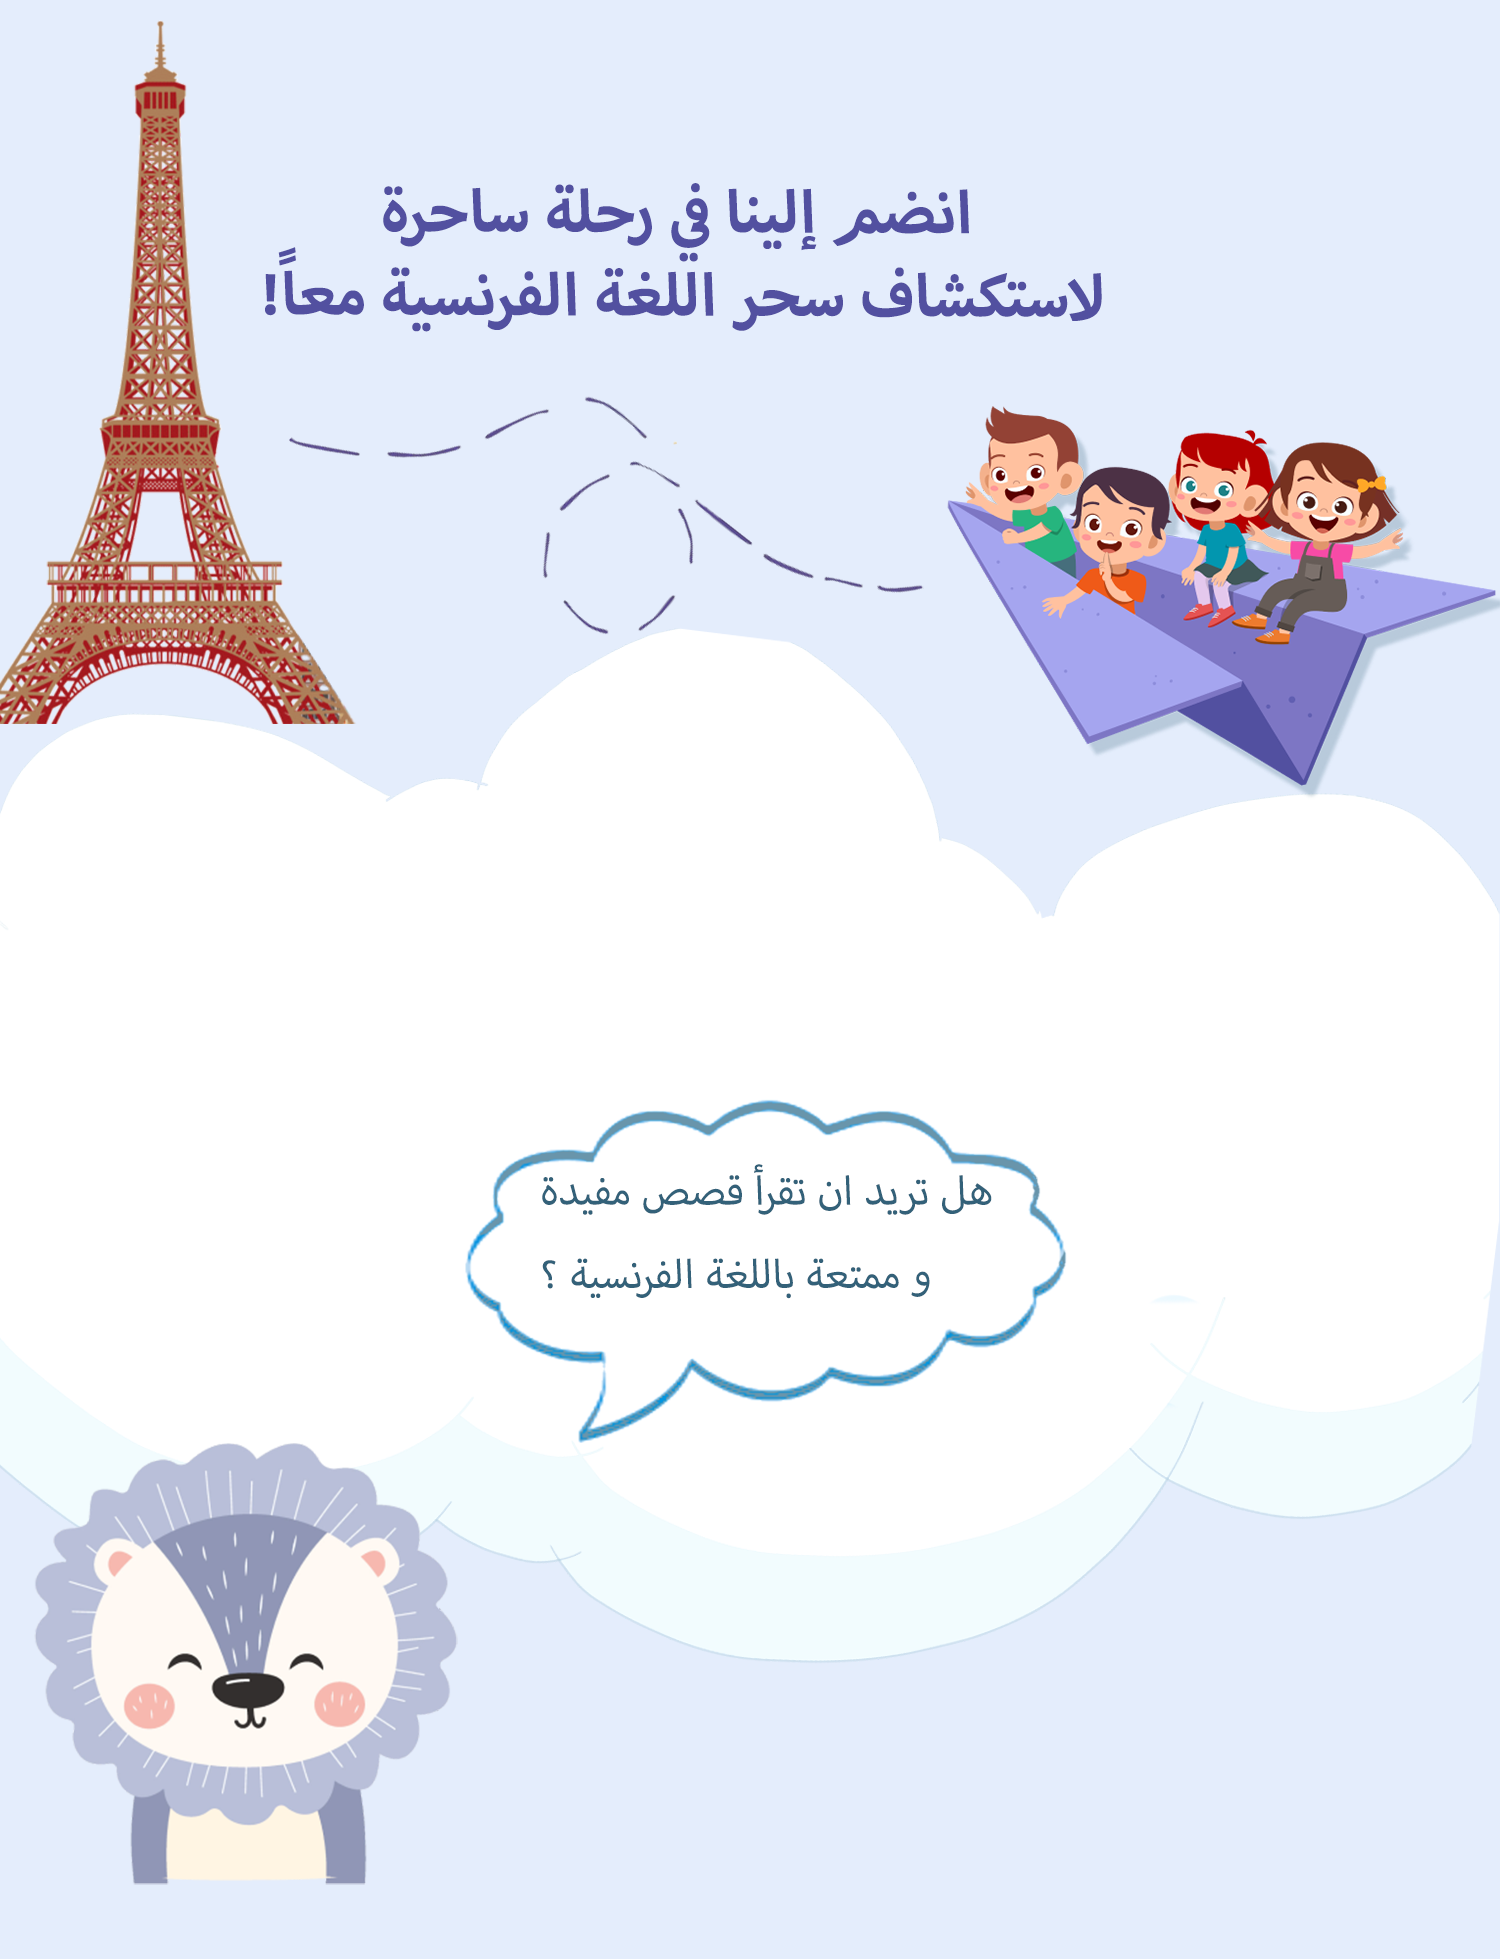 انضم إلينا في رحلة ساحرة
لاستكشاف سحر اللغة الفرنسية معاً!
هل تريد ان تقرأ قصص مفيدة
و ممتعة باللغة الفرنسية ؟